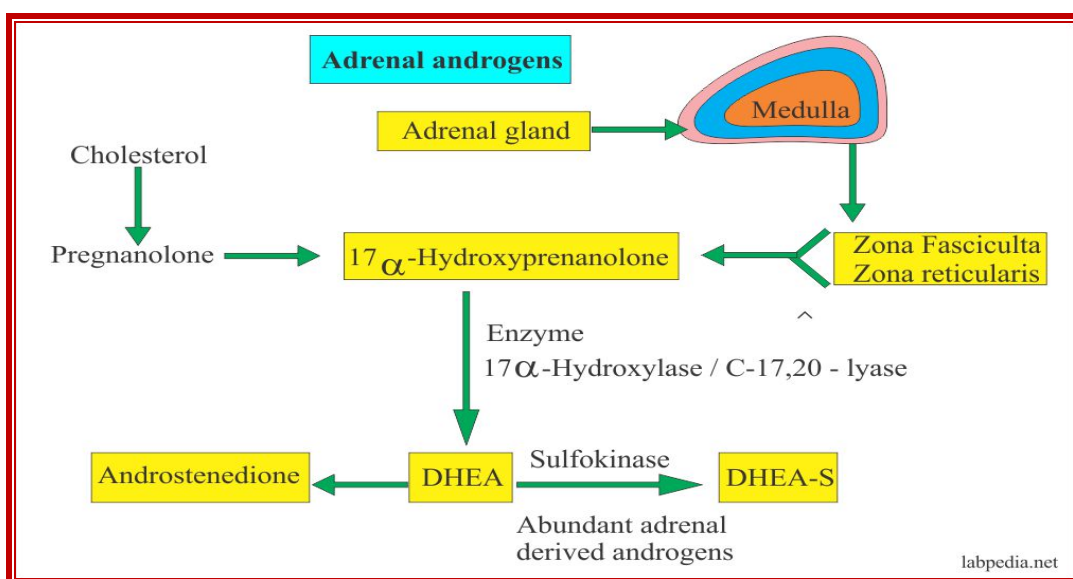 Adrenal androgens
Medulla
Adrenal gland
Cholesterol
Pregnanolone
17α-Hydroxyprenanolone
Zona Fasciculta
Zona reticularis
^
Enzyme
17α-Hydroxylase / C-17,20 - lyase
Androstenedione
DHEA
Sulfokinase
DHEA-S
Abundant adrenal
derived androgens
labpedia.net